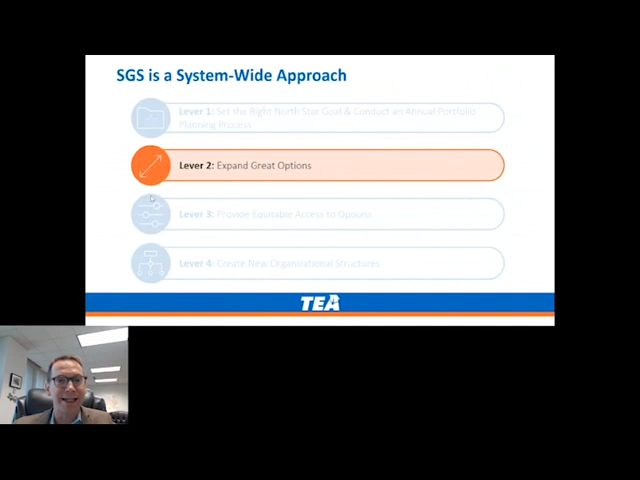 SGS is a System-Wide Approach
Lever 1: Set the Right North Star Goal & Conduct an Annual Portfolio
Planning Process
Lever 2: Expand Great Options
Lever 3: Provide Equitable Access to Options
Lever 4: Create New Organizational Structures
TEA